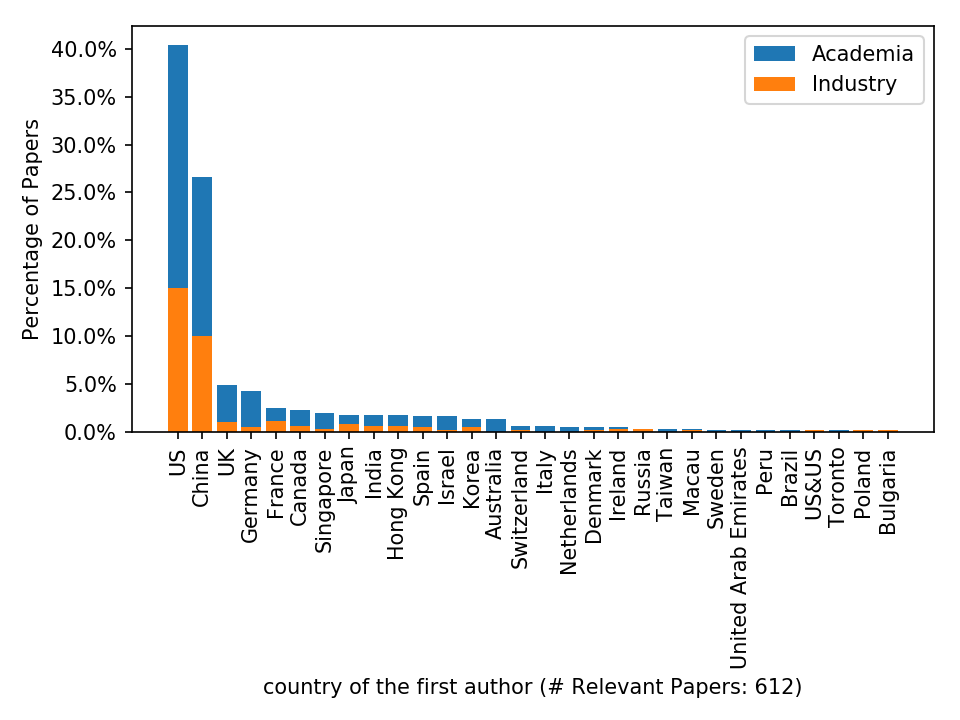 40.0%
35.0%
30.0%
25.0%
20.0%
15.0%
10.0%
5.0%
0.0%
Percentage of Papers
Academia
Industry
US
China
UK
Germany
France
Canada
Singapore
Japan
India
Hong Kong
Spain
Israel
Korea
Australia
Switzerland
Italy
Netherlands
Denmark
Ireland
Russia
Taiwan
Macau
Sweden
United Arab Emirates
Peru
Brazil
US&US
Toronto
Poland
Bulgaria
country of the first author (# Relevant Papers: 612)